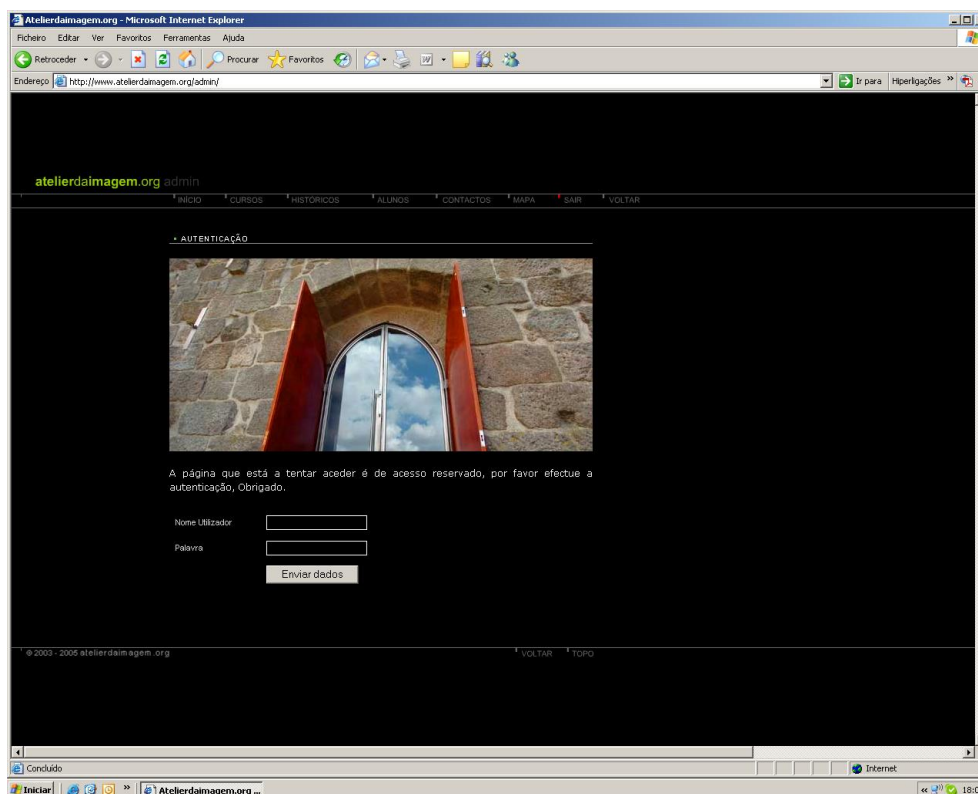 Atelierdaimagem.org - Microsoft Internet Explorer
Ficheiro Editar Ver Favoritos Ferramentas Ajuda
Retroceder Procurar Favoritos
Endereço http://www.atelierdaimagem.org/admin/ Ir para Hiperligações »
atelierdaimagem.org admin
INÍCIO CURSOS HISTÓRICOS ALUNOS CONTACTOS MAPA SAIR VOLTAR
• AUTENTICAÇÃO
A página que está a tentar aceder é de acesso reservado, por favor efectue a
autenticação, Obrigado.
Nome Utilizador
Palavra
Enviar dados
© 2003 - 2005 atelierdaimagem.org VOLTAR TOPO
Concluído Internet
Iniciar » Atelierdaimagem.org ... «